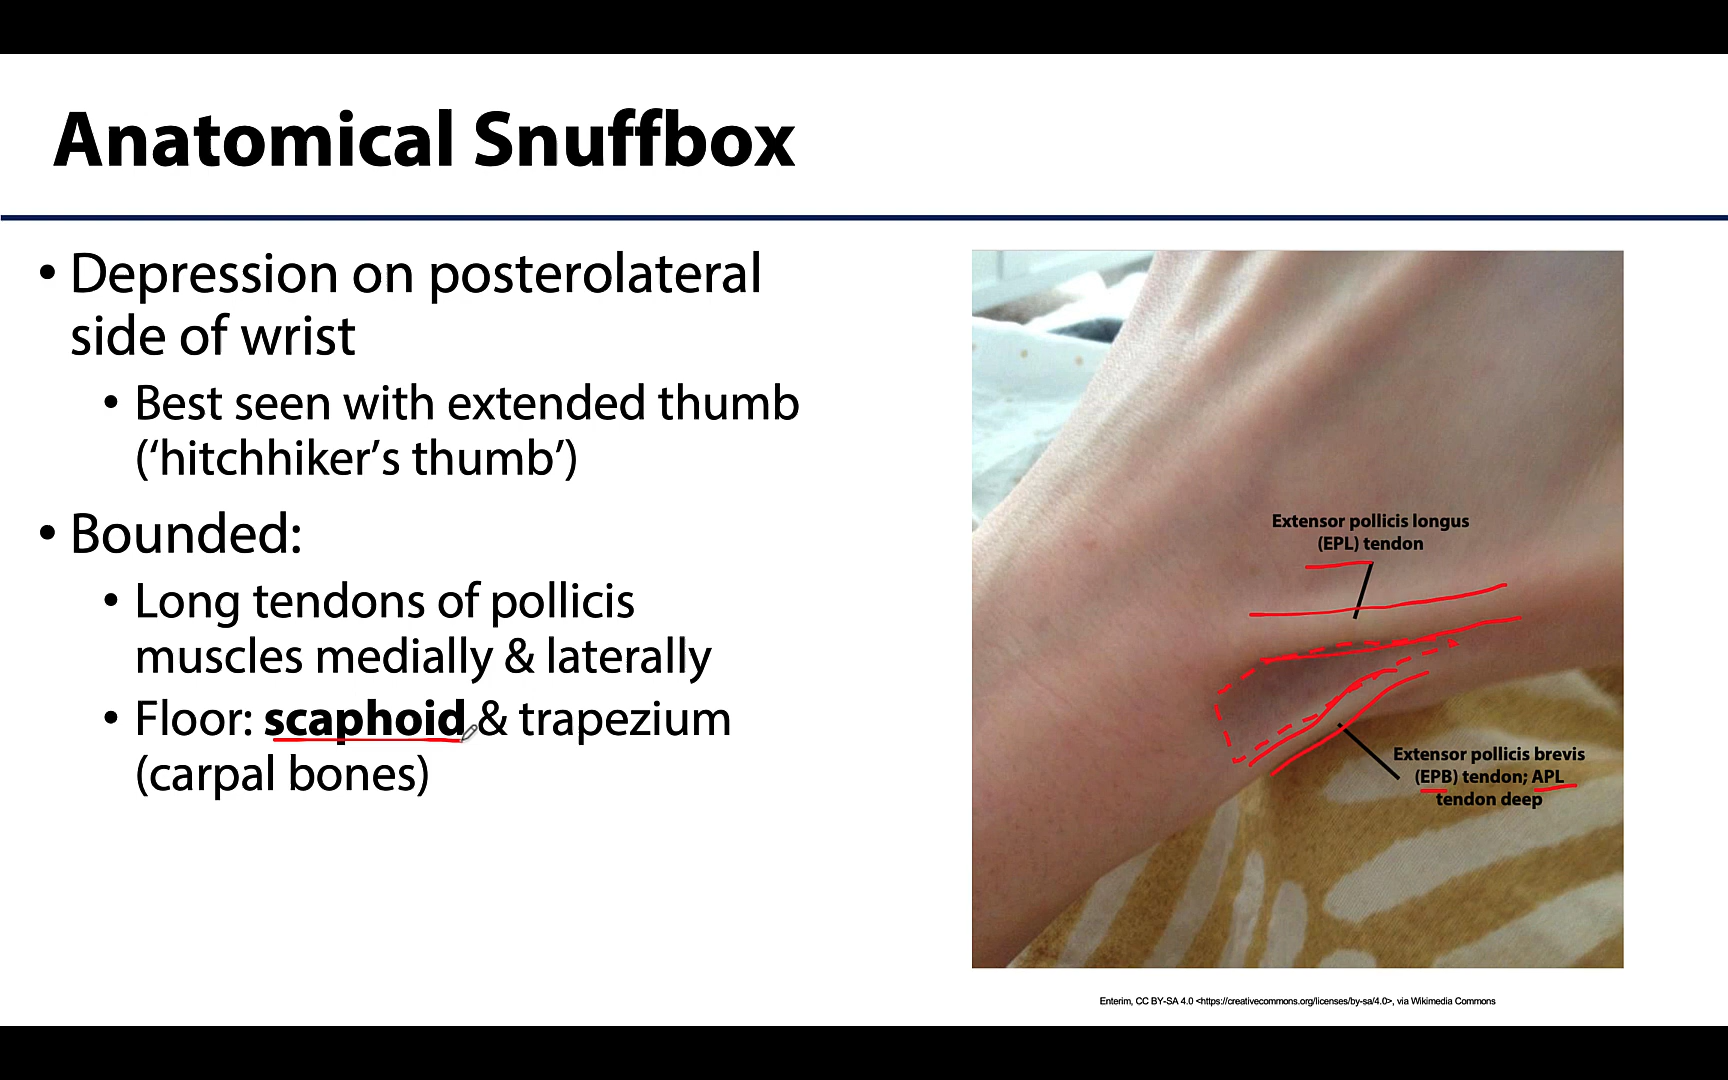 Anatomical Snuffbox
• Depression on posterolateral
side of wrist
• Best seen with extended thumb
(‘hitchhiker’s thumb’)
• Bounded:
• Long tendons of pollicis
muscles medially & laterally
• Floor: scaphoid & trapezium
(carpal bones)
Extensor pollicis longus
(EPL) tendon
Extensor pollicis brevis
(EPB) tendon; APL
tendon deep
Enterim, CC BY-SA 4.0 <https://creativecommons.org/licenses/by-sa/4.0>, via Wikimedia Commons